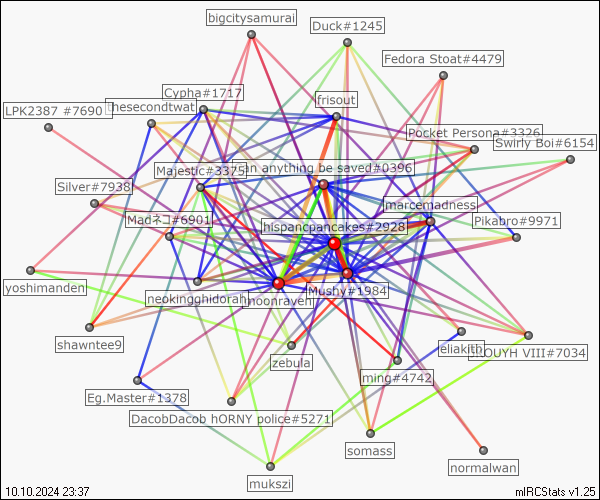 bigcitysamurai
Duck#1245
Fedora Stoat#4479
Cypha#1717
frisout
LPK2387 #7690
thesecondtwat
Pocket Persona#3326
Swirly Boi#6154
Majestic#3375
an anything be saved#0396
Silver#7938
marcemadness
Madネコ#6901
hispancpancakes#2928
Pikabro#9971
yoshimanden
neokingghidorah
moonraven
Mushy#1984
shawntee9
zebula
eliakith
OUYH VIII#7034
ming#4742
Eg.Master#1378
DacobDacob hORNY police#5271
somass
normalwan
mukszi
10.10.2024 23:37
mIRCStats v1.25